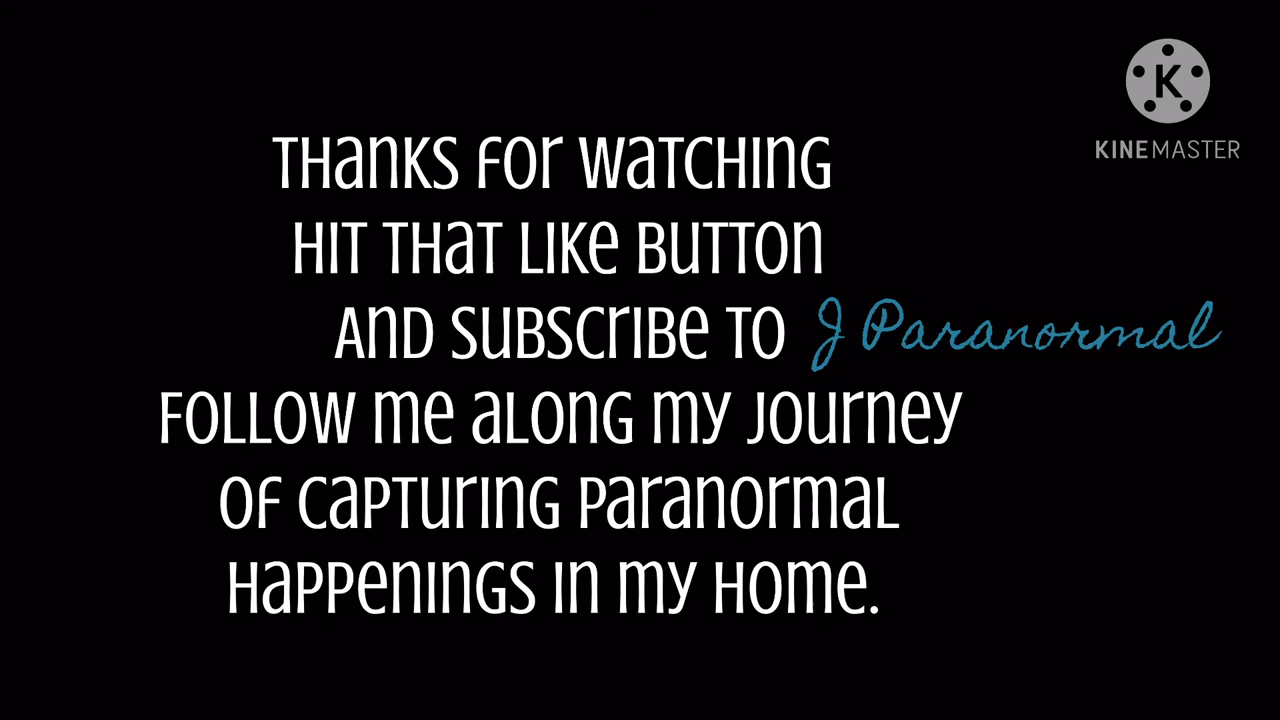 K
KINEMASTER
THanKS FOr WaTCHInG
HIT THaT LIKe BUTTOn
AnD SUBSCrIBe TO J Paranormal
FOLLOW me aLOnG my JOUrney
OF CaPTUrInG ParanOrmaL
HaPPenInGS In my HOme.